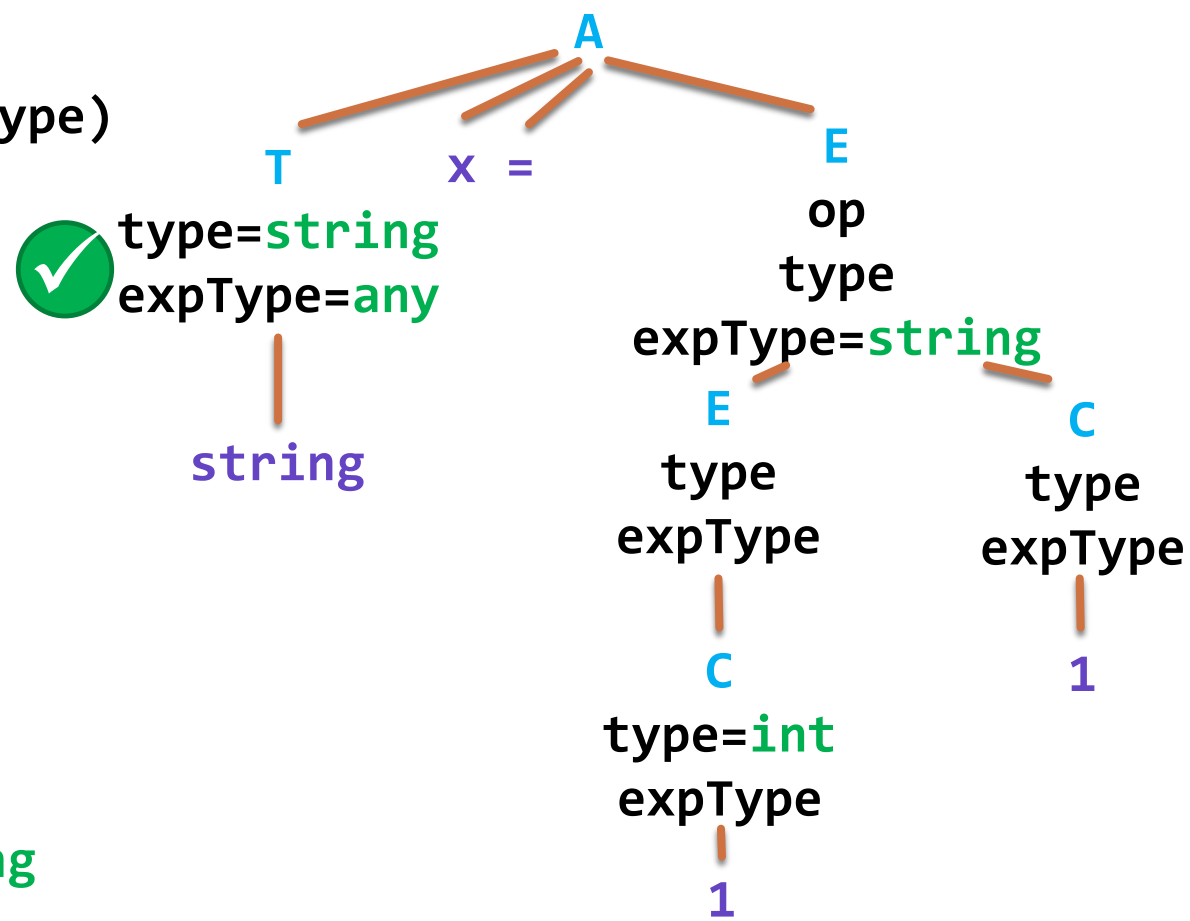 A
ype)
T
x =
E
type=string
expType=any
op
type
expType=string
string
E
type
expType
C
type
expType
C
type=int
expType
1
1
ng